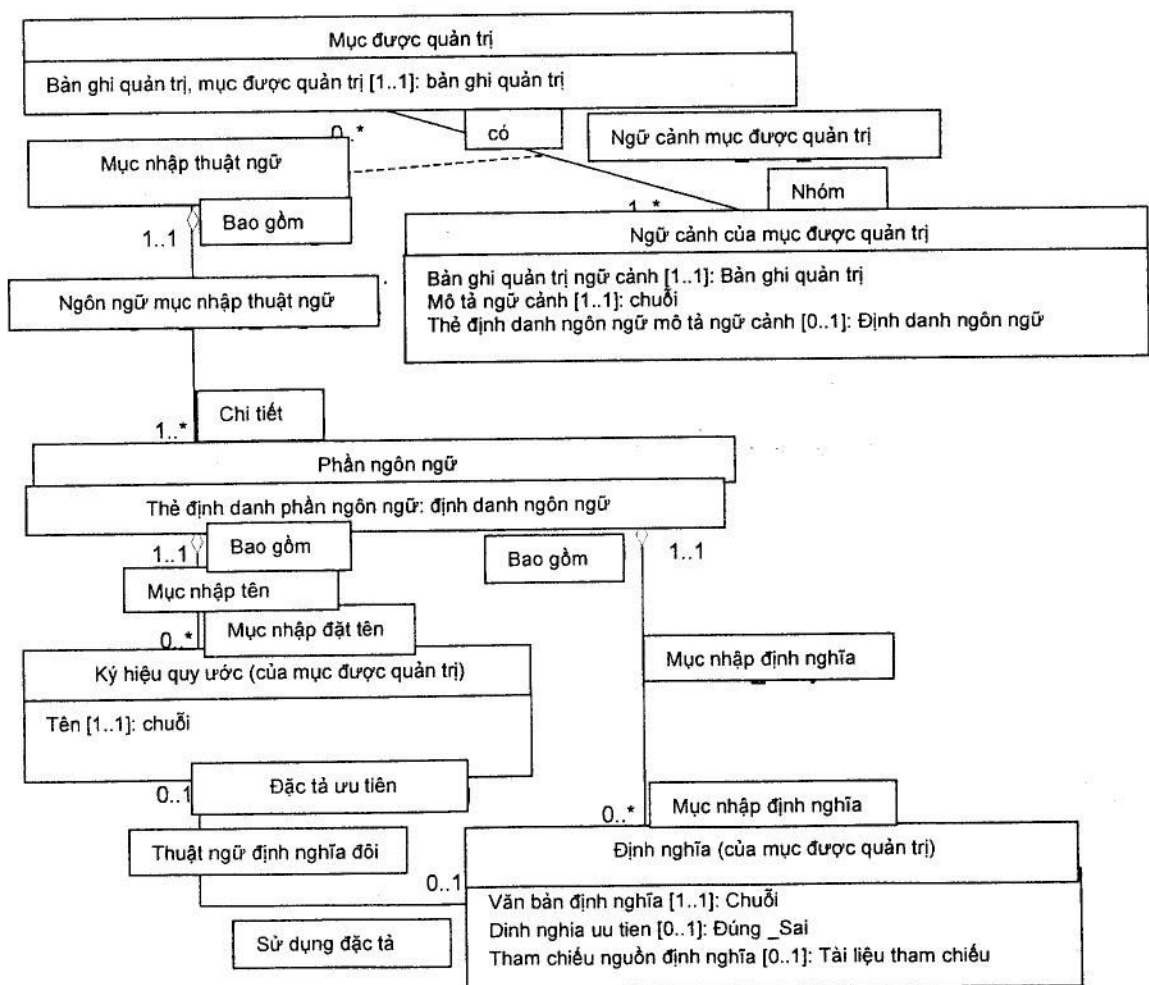 Mục được quản trị
Bản ghi quản trị, mục được quản trị [1..1]: bản ghi quản trị
0..*
có
Ngữ cảnh mục được quản trị
Mục nhập thuật ngữ
Nhóm
Bao gồm
1..1
1..*
Ngữ cảnh của mục được quản trị
Bản ghi quản trị ngữ cảnh [1..1]: Bản ghi quản trị
Mô tả ngữ cảnh [1..1]: chuỗi
Thẻ định danh ngôn ngữ mô tả ngữ cảnh [0..1]: Định danh ngôn ngữ
Ngôn ngữ mục nhập thuật ngữ
Chi tiết
1..*
Phần ngôn ngữ
Thẻ định danh phần ngôn ngữ: định danh ngôn ngữ
1..1
Bao gồm
Bao gồm
1..1
Mục nhập tên
Mục nhập đặt tên
0..*
Mục nhập định nghĩa
Ký hiệu quy ước (của mục được quản trị)
Tên [1..1]: chuỗi
0..1
Đặc tả ưu tiên
0..*
Mục nhập định nghĩa
Thuật ngữ định nghĩa đôi
0..1
Định nghĩa (của mục được quản trị)
Văn bản định nghĩa [1..1]: Chuỗi
Dinh nghia uu tien [0..1]: Đúng _Sai
Tham chiếu nguồn định nghĩa [0..1]: Tài liệu tham chiếu
Sử dụng đặc tả